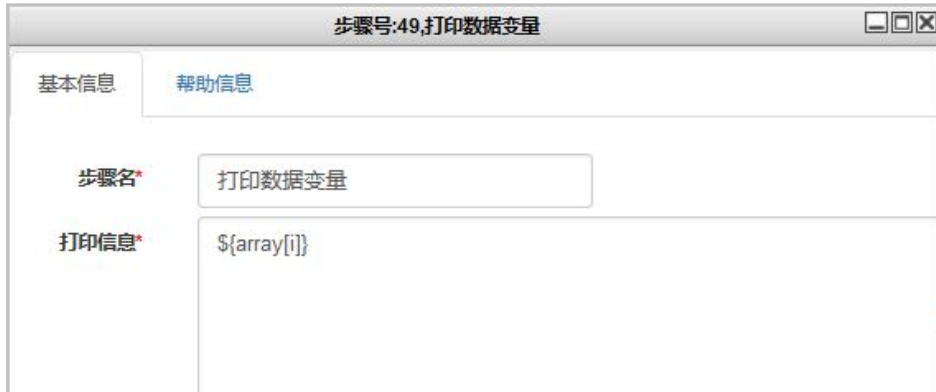 步骤号:49,打印数据变量
基本信息 帮助信息
步骤名* 打印数据变量
打印信息* ${array[i]}